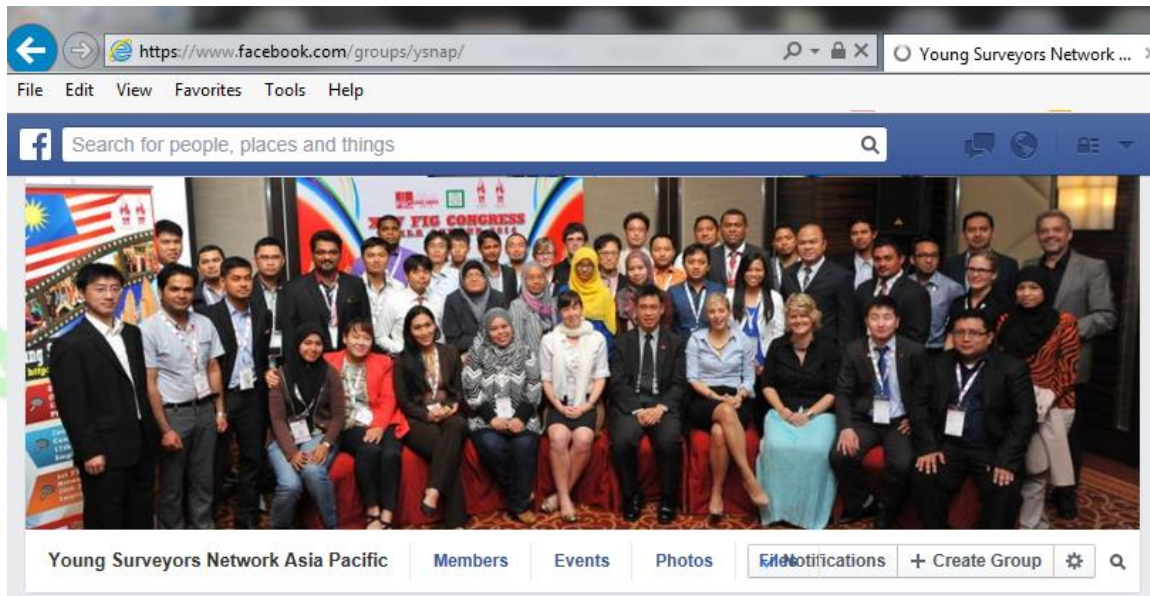 https://www.facebook.com/groups/ysnap/
Young Surveyors Network ...
File Edit View Favorites Tools Help
Search for people, places and things
FIG CONGRESS
Young Surveyors Network Asia Pacific Members Events Photos Files Notifications + Create Group